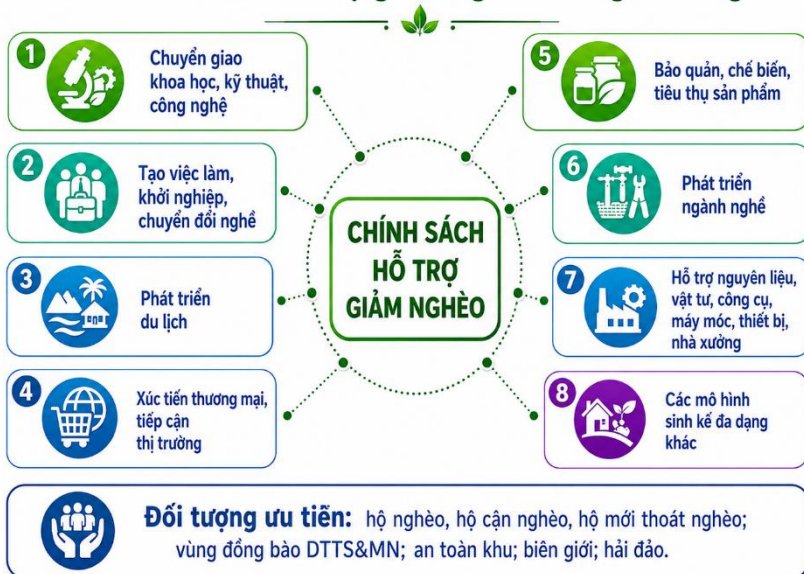 1
Chuyển giao
khoa học, kỹ thuật,
công nghệ
2
Tạo việc làm,
khởi nghiệp,
chuyển đổi nghề
3
Phát triển
du lịch
4
Xúc tiến thương mại,
tiếp cận
thị trường
CHÍNH SÁCH
HỖ TRỢ
GIẢM NGHÈO
5
Bảo quản, chế biến,
tiêu thụ sản phẩm
6
Phát triển
ngành nghề
7
Hỗ trợ nguyên liệu,
vật tư, công cụ,
máy móc, thiết bị,
nhà xưởng
8
Các mô hình
sinh kế đa dạng
khác
Đối tượng ưu tiên: hộ nghèo, hộ cận nghèo, hộ mới thoát nghèo;
vùng đồng bào DTTS&MN; an toàn khu; biên giới; hải đảo.